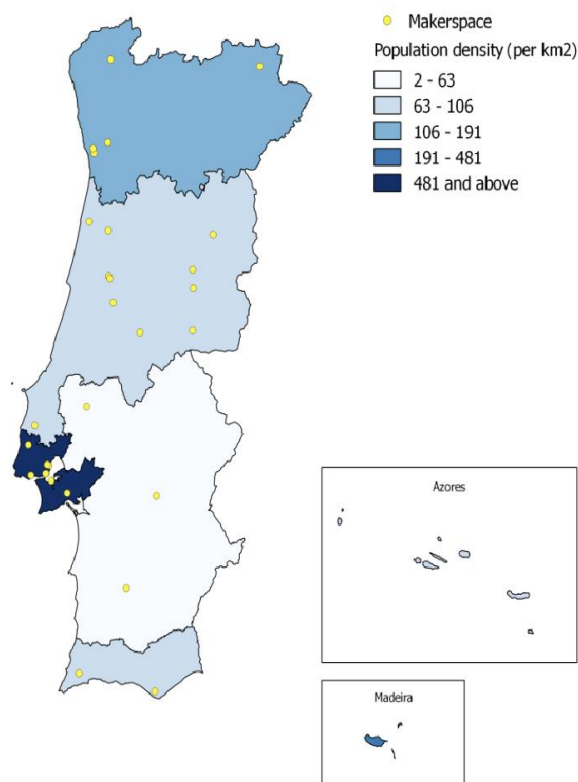 Makerspace
Population density (per km2)
2 - 63
63 - 106
106 - 191
191 - 481
481 and above
Azores
Madeira